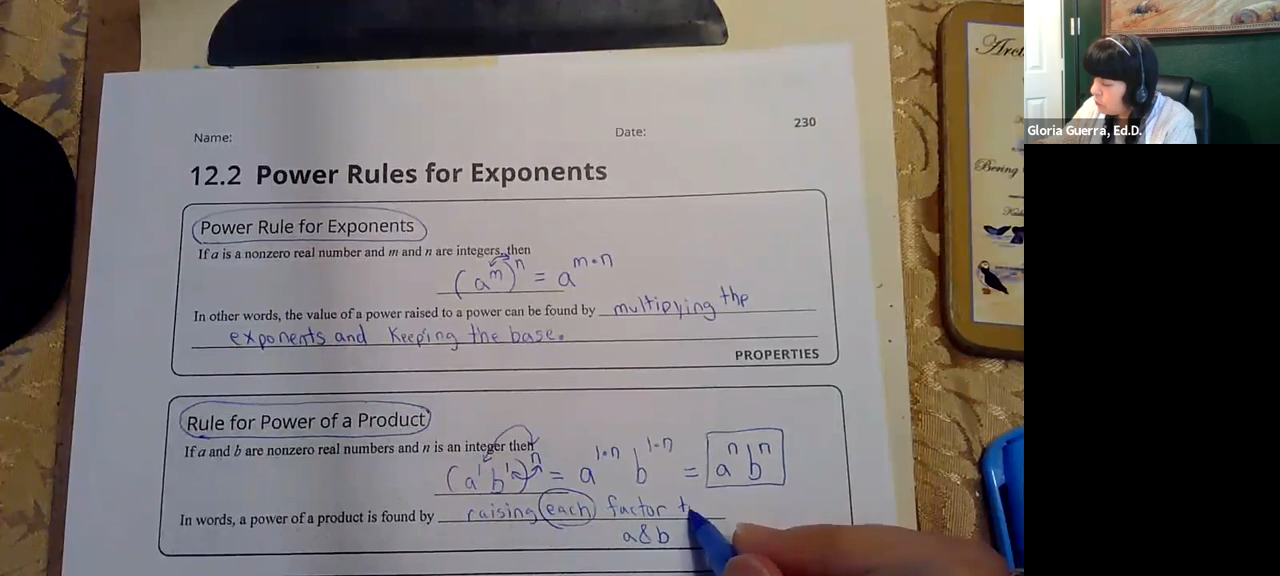 Name:
Date:
230
12.2 Power Rules for Exponents
Power Rule for Exponents
If a is a nonzero real number and m and n are integers, then
(a^m)^n = a^{m·n}
In other words, the value of a power raised to a power can be found by multiplying the
exponents and keeping the base.
PROPERTIES
Rule for Power of a Product
If a and b are nonzero real numbers and n is an integer then
(a^1 b^1)^n = a^{1·n} b^{1·n} = a^n b^n
In words, a power of a product is found by raising each factor t
a&b
Gloria Guerra, Ed.D.
Bering